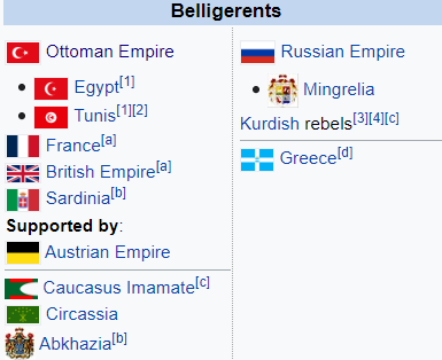 Belligerents
Ottoman Empire
Egypt[1]
Tunis[1][2]
France[a]
British Empire[a]
Sardinia[b]
Supported by:
Austrian Empire
Caucasus Imamate[c]
Circassia
Abkhazia[b]
Russian Empire
Mingrelia
Kurdish rebels[3][4][c]
Greece[d]